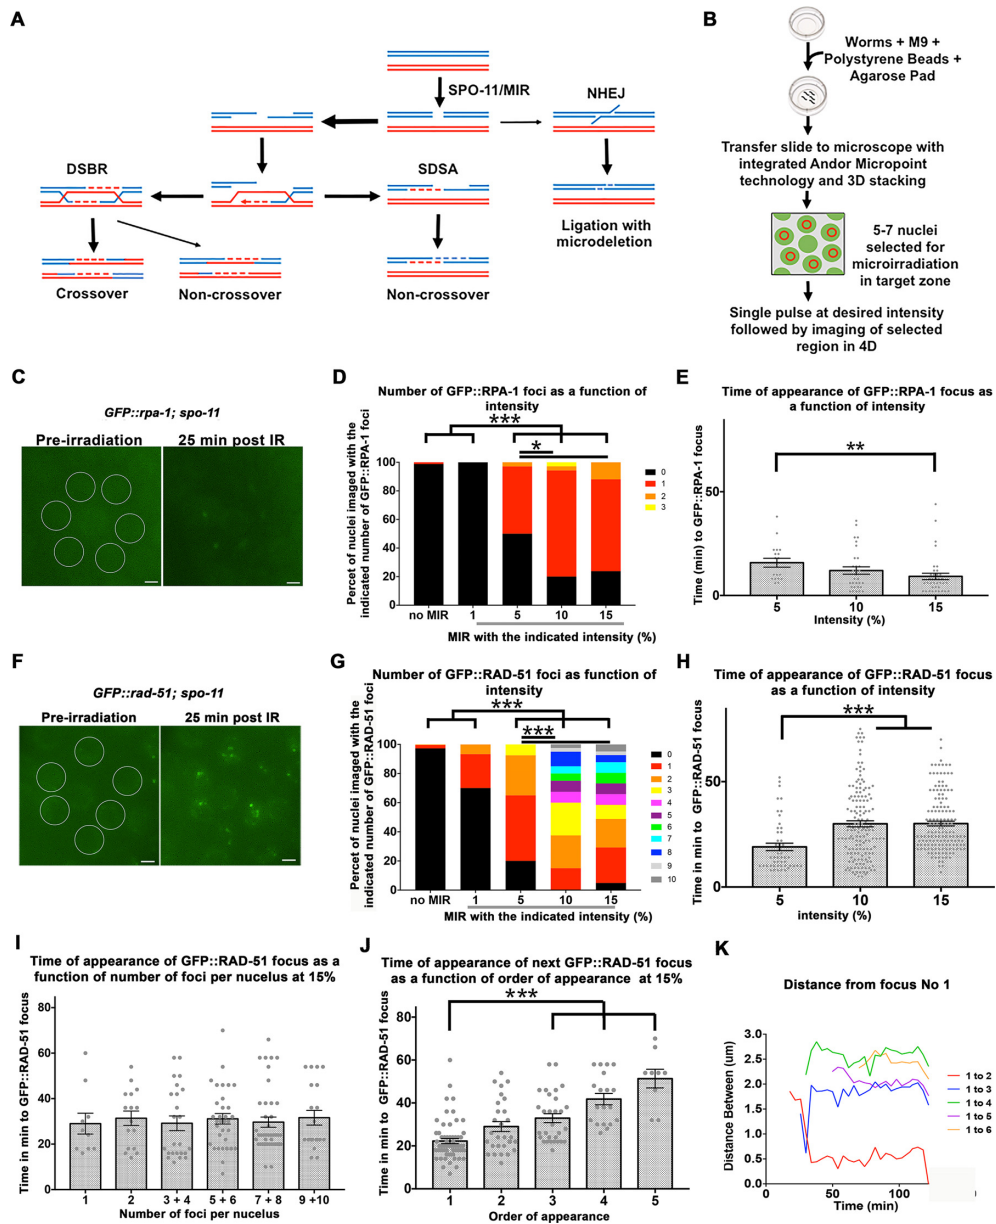 A
SPO-11/MIR
NHEJ
DSBR
SDSA
Ligation with
microdeletion
Crossover
Non-crossover
Non-crossover
B
Worms + M9 +
Polystyrene Beads +
Agarose Pad
Transfer slide to microscope with
integrated Andor Micropoint
technology and 3D stacking
5-7 nuclei
selected for
microirradiation
in target zone
Single pulse at desired intensity
followed by imaging of selected
region in 4D
C
GFP::rpa-1; spo-11
Pre-irradiation
25 min post IR
D
Number of GFP::RPA-1 foci as a function of
intensity
***
*
Percet of nuclei imaged with the
indicated number of GFP::RPA-1 foci
100
80
60
40
20
0
no MIR
1
5
10
15
MIR with the indicated intensity (%)
0
1
2
3
E
Time of appearance of GFP::RPA-1 focus as
a function of intensity
**
Time (min) to GFP::RPA-1 focus
50
0
5
10
15
Intensity (%)
F
GFP::rad-51; spo-11
Pre-irradiation
25 min post IR
G
Number of GFP::RAD-51 foci as function of
intensity
***
***
Percet of nuclei imaged with the
indicated number of GFP::RAD-51 foci
100
80
60
40
20
0
no MIR
1
5
10
15
MIR with the indicated intensity (%)
0
1
2
3
4
5
6
7
8
9
10
H
Time of appearance of GFP::RAD-51 focus
as a function of intensity
***
Time in min to GFP::RAD-51 focus
50
0
5
10
15
intensity (%)
I
Time of appearance of GFP::RAD-51 focus as a
function of number of foci per nucelus at 15%
Time in min to GFP::RAD-51 focus
80
60
40
20
0
1
2
3 + 4
5 + 6
7 + 8
9 +10
Number of foci per nucelus
J
Time of appearance of next GFP::RAD-51 focus
as a function of order of appearance at 15%
***
Time in min to GFP::RAD-51 focus
80
60
40
20
0
1
2
3
4
5
Order of appearance
K
Distance from focus No 1
Distance Between (um)
3.0
2.5
2.0
1.5
1.0
0.5
0.0
0
50
100
Time (min)
1 to 2
1 to 3
1 to 4
1 to 5
1 to 6